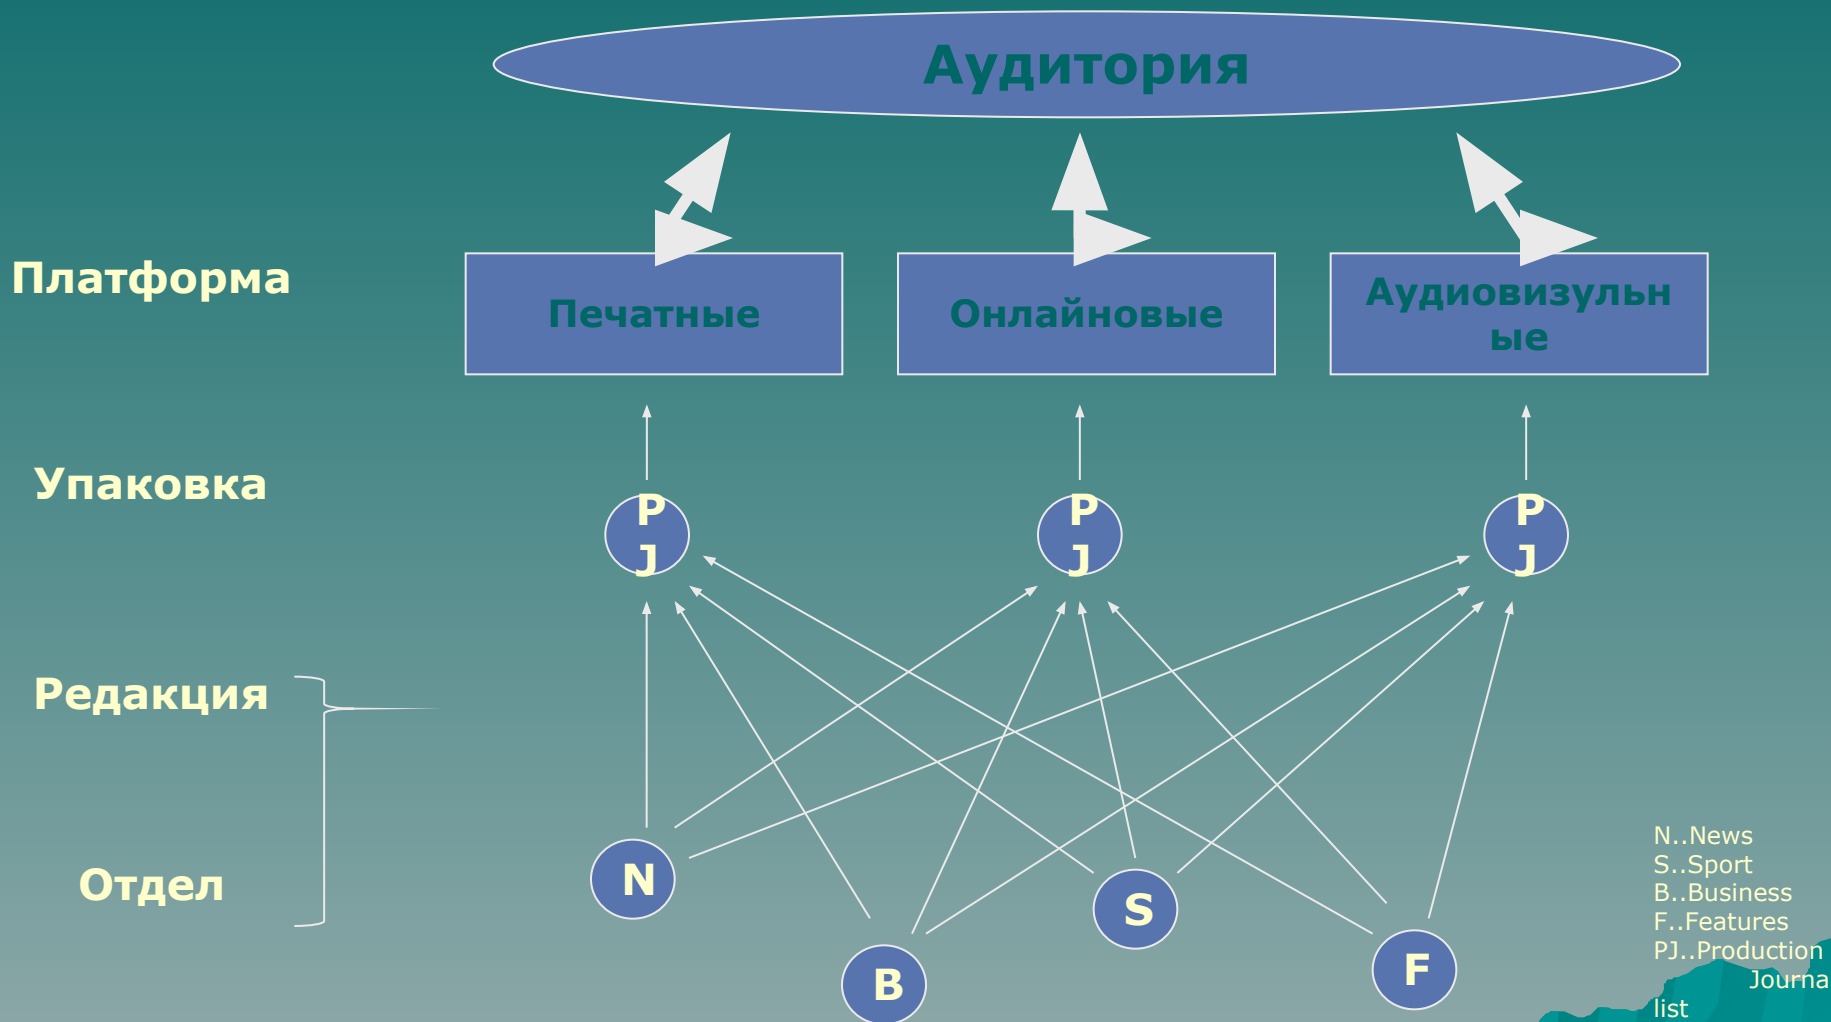 Аудитория
Платформа
Печатные
Онлайновые
Аудиовизульн
ые
Упаковка
P
J
P
J
P
J
Редакция
Отдел
N
S
B
F
N..News
S..Sport
B..Business
F..Features
PJ..Production
Journa
list